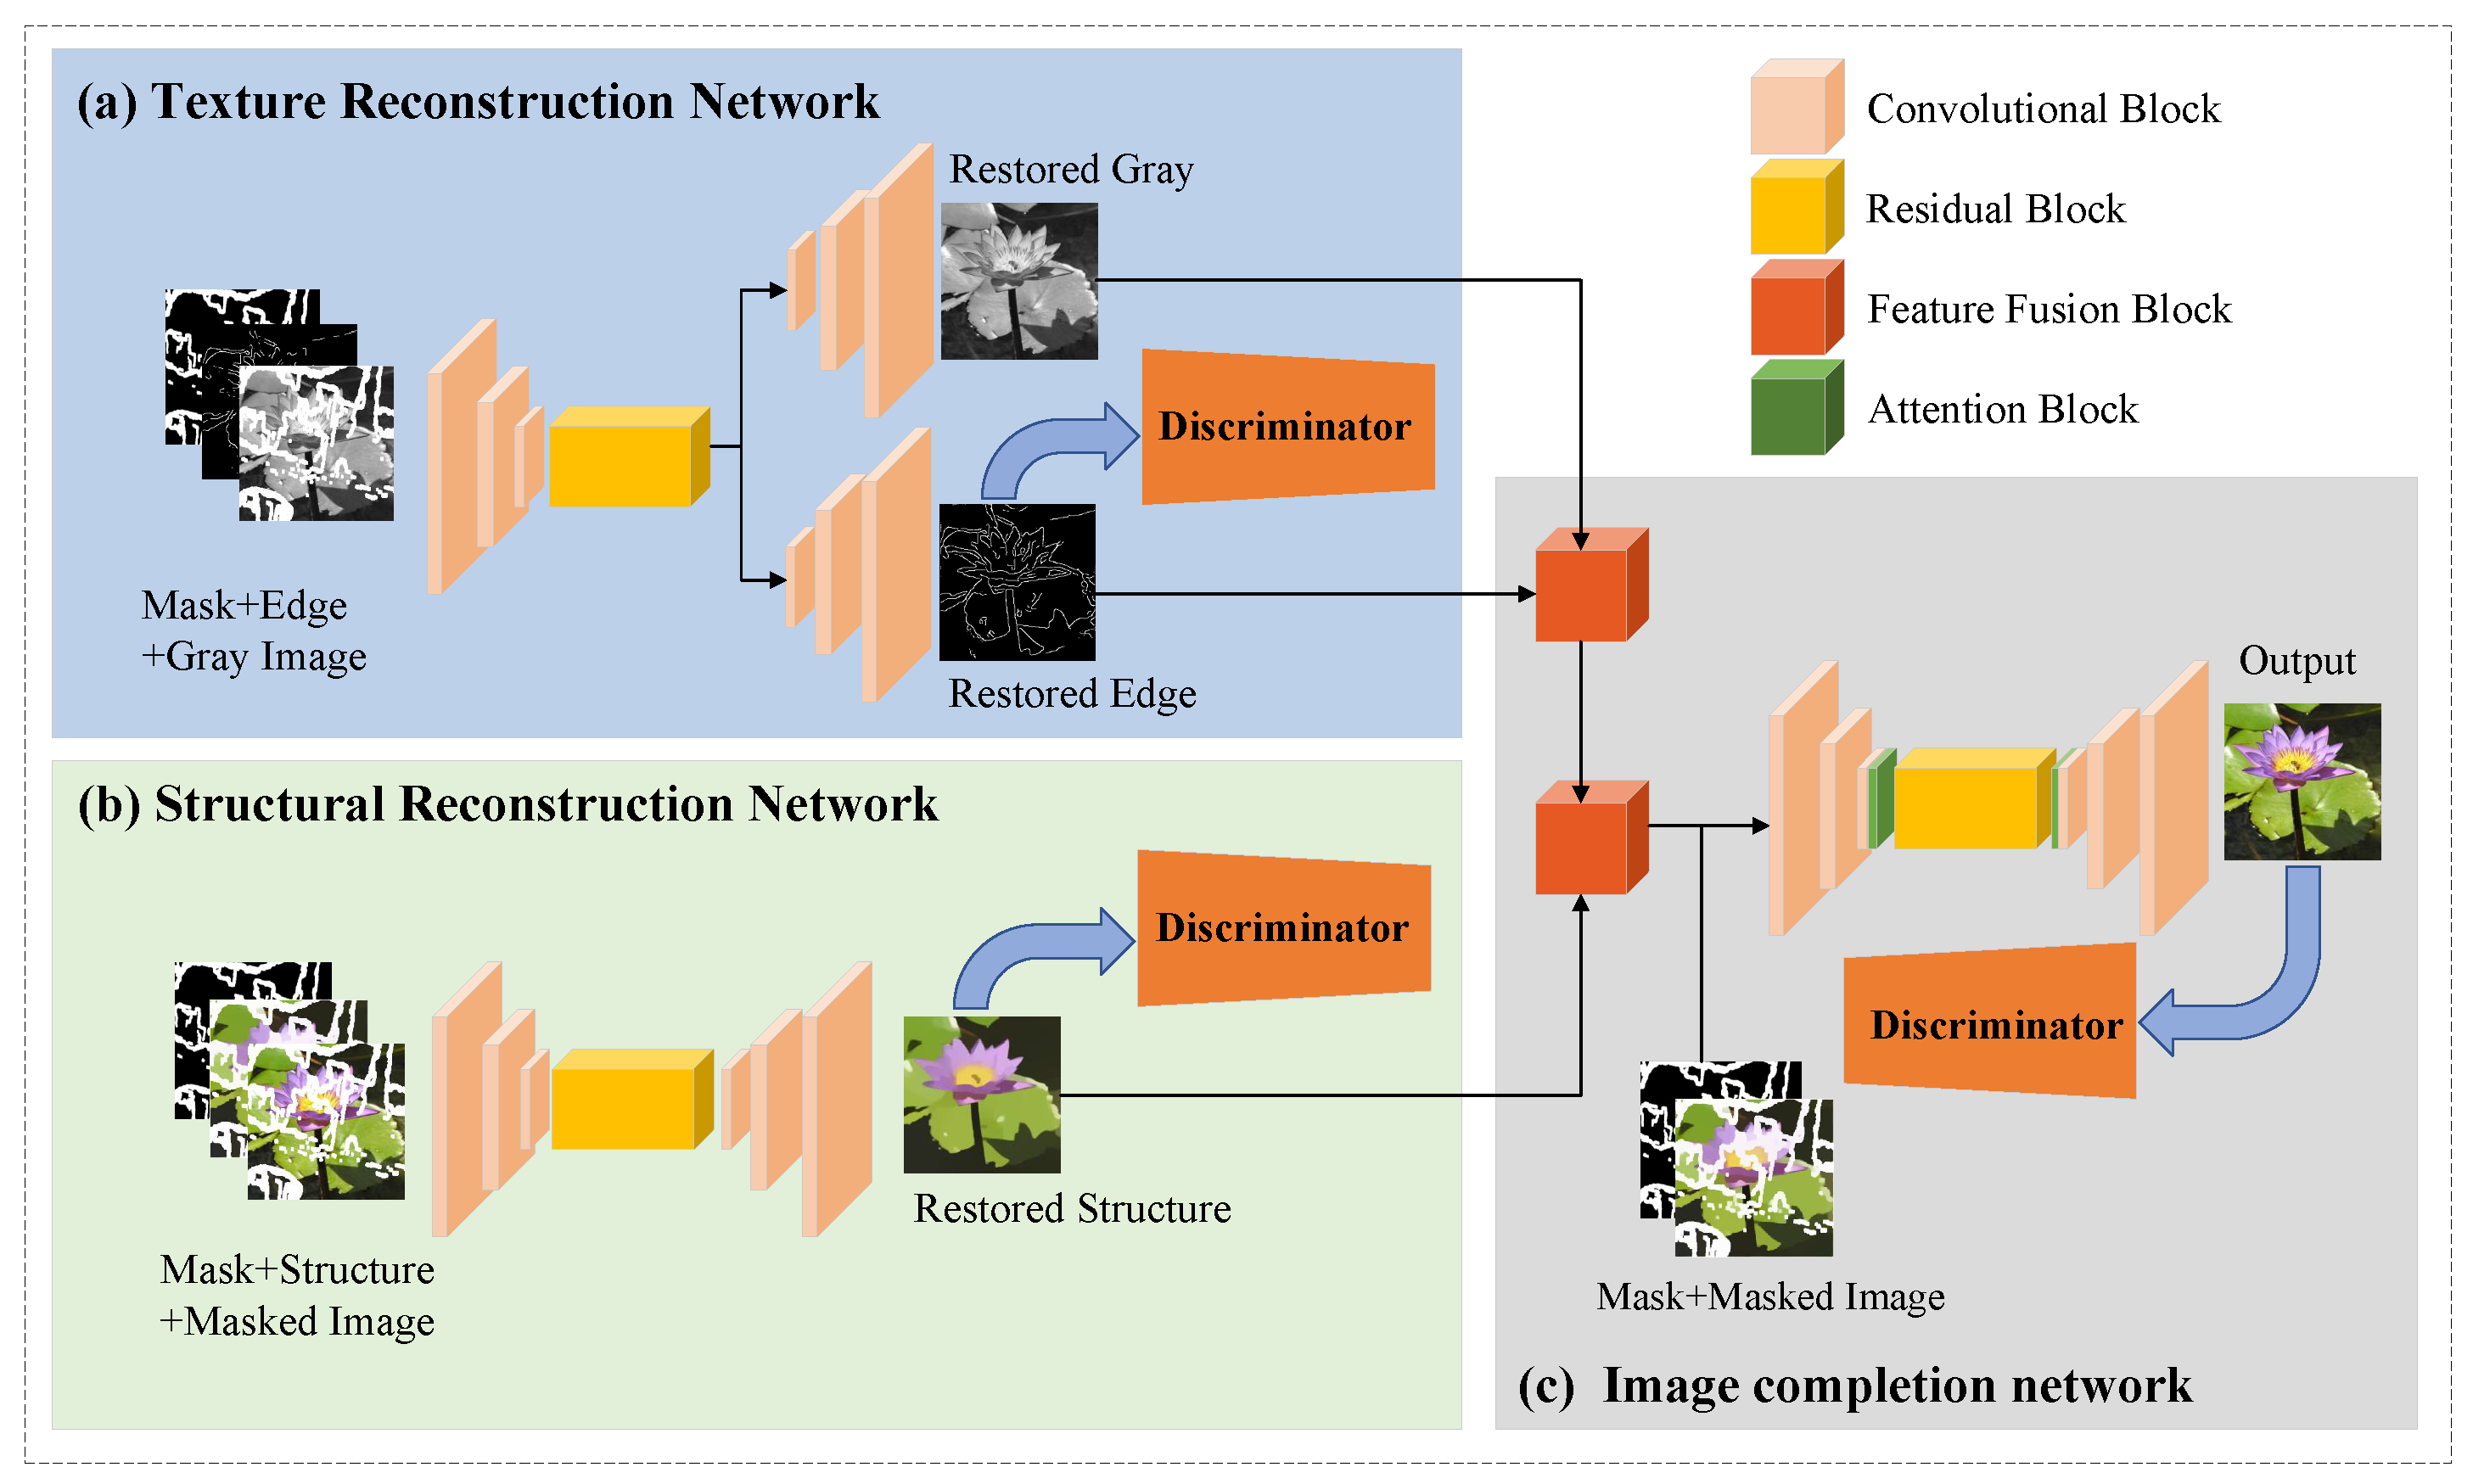 (a) Texture Reconstruction Network
Restored Gray
Discriminator
Mask+Edge
+Gray Image
Restored Edge
(b) Structural Reconstruction Network
Discriminator
Restored Structure
Mask+Structure
+Masked Image
Convolutional Block
Residual Block
Feature Fusion Block
Attention Block
Output
Discriminator
Mask+Masked Image
(c) Image completion network